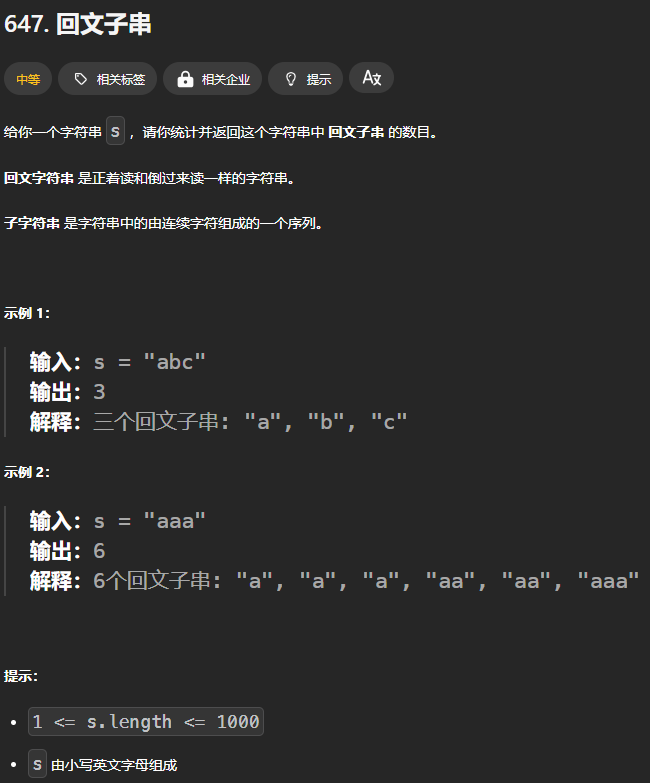 647. 回文子串
中等 相关标签 相关企业 提示 A文
给你一个字符串 s ，请你统计并返回这个字符串中 回文子串 的数目。
回文字符串 是正着读和倒过来读一样的字符串。
子字符串 是字符串中的由连续字符组成的一个序列。
示例 1：
输入：s = "abc"
输出：3
解释：三个回文子串: "a", "b", "c"
示例 2：
输入：s = "aaa"
输出：6
解释：6个回文子串: "a", "a", "a", "aa", "aa", "aaa"
提示：
• 1 <= s.length <= 1000
• s 由小写英文字母组成